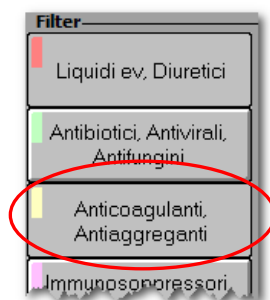 Filter
Liquidi ev, Diuretici
Antibiotici, Antivirali,
Antifungini
Anticoagulanti,
Antiaggreganti
Immunosoppressori